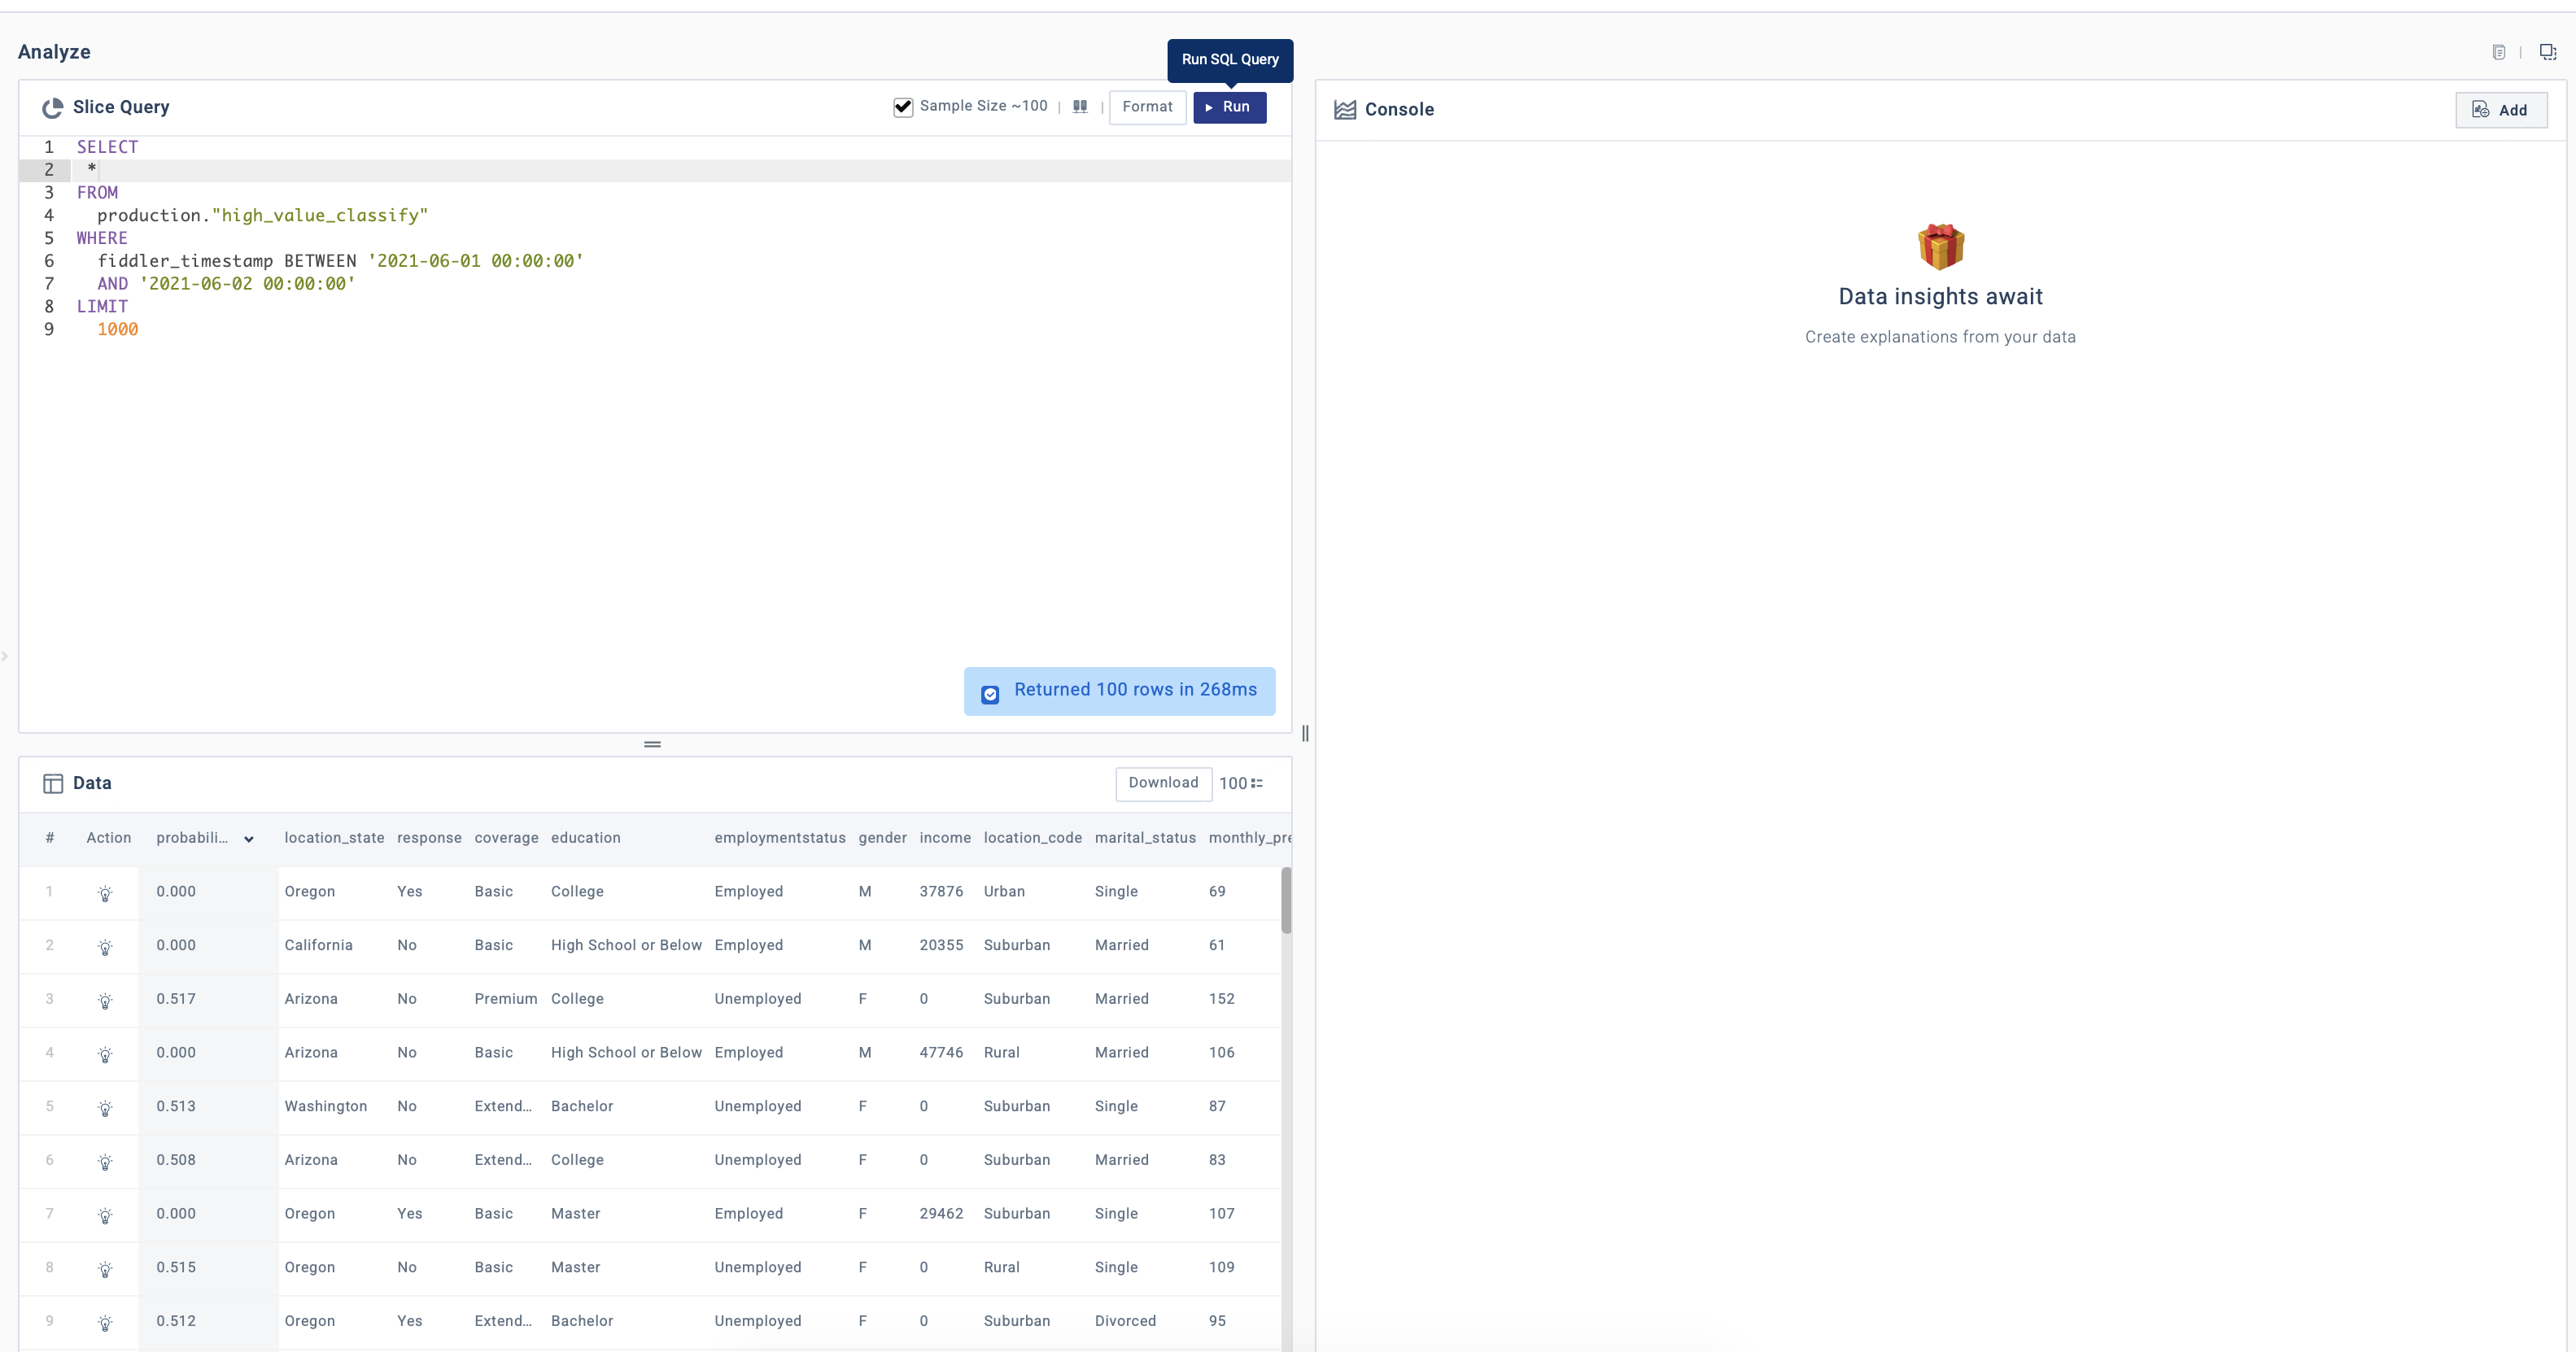 Analyze
Run SQL Query
Slice Query
Sample Size ~100 | | Format Run
1 SELECT
2 *
3 FROM
4 production."high_value_classify"
5 WHERE
6 fiddler_timestamp BETWEEN '2021-06-01 00:00:00'
7 AND '2021-06-02 00:00:00'
8 LIMIT
9 1000
Returned 100 rows in 268ms
Console
Add
Data insights await
Create explanations from your data
Data
Download 100
# Action probabili... location_state response coverage education employmentstatus gender income location_code marital_status monthly_pre
1 0.000 Oregon Yes Basic College Employed M 37876 Urban Single 69
2 0.000 California No Basic High School or Below Employed M 20355 Suburban Married 61
3 0.517 Arizona No Premium College Unemployed F 0 Suburban Married 152
4 0.000 Arizona No Basic High School or Below Employed M 47746 Rural Married 106
5 0.513 Washington No Extend... Bachelor Unemployed F 0 Suburban Single 87
6 0.508 Arizona No Extend... College Unemployed F 0 Suburban Married 83
7 0.000 Oregon Yes Basic Master Employed F 29462 Suburban Single 107
8 0.515 Oregon No Basic Master Unemployed F 0 Rural Single 109
9 0.512 Oregon Yes Extend... Bachelor Unemployed F 0 Suburban Divorced 95